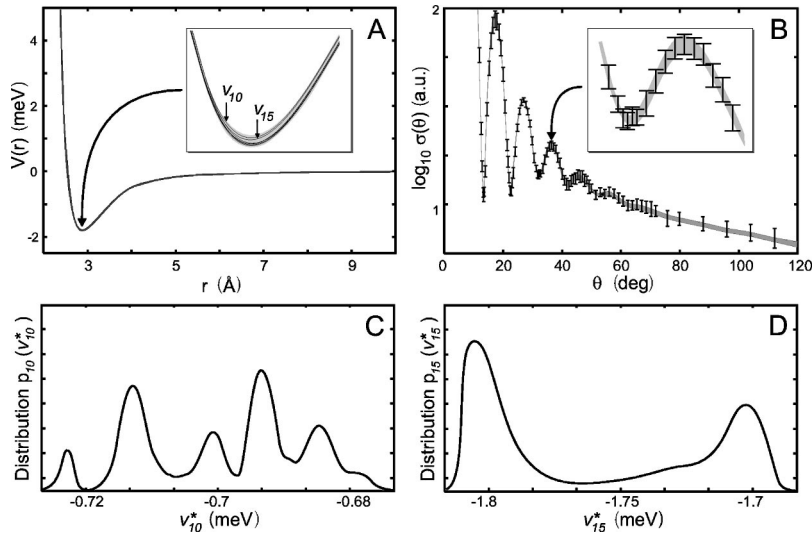 A
V(r) (meV)
4
2
0
-2
V10
V15
3
5
7
9
r (Å)
B
log10 σ(θ) (a.u.)
2
1
0
20
40
60
80
100
120
θ (deg)
C
Distribution p10(v*10)
-0.72
-0.7
-0.68
v*10 (meV)
D
Distribution p15(v*15)
-1.8
-1.75
-1.7
v*15 (meV)